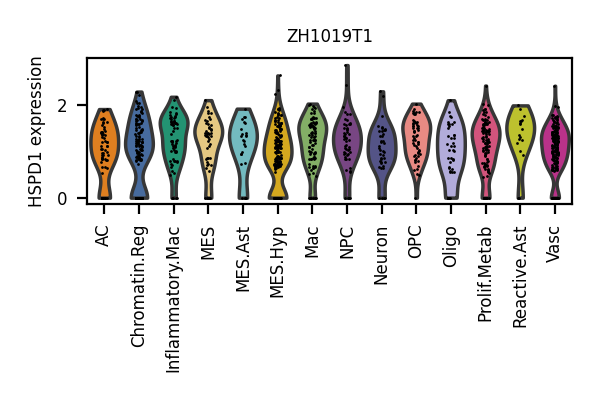 ZH1019T1
HSPD1 expression
2
0
AC
Chromatin.Reg
Inflammatory.Mac
MES
MES.Ast
MES.Hyp
Mac
NPC
Neuron
OPC
Oligo
Prolif.Metab
Reactive.Ast
Vasc